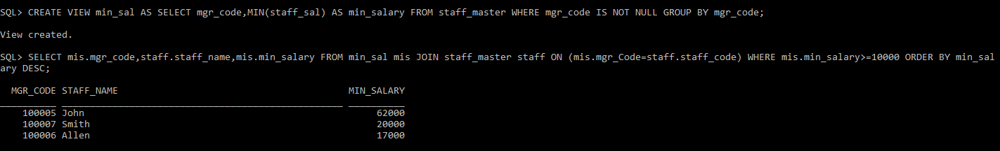 SQL> CREATE VIEW min_sal AS SELECT mgr_code,MIN(staff_sal) AS min_salary FROM staff_master WHERE mgr_code IS NOT NULL GROUP BY mgr_code;
View created.
SQL> SELECT mis.mgr_code,staff.staff_name,mis.min_salary FROM min_sal mis JOIN staff_master staff ON (mis.mgr_Code=staff.staff_code) WHERE mis.min_salary>=10000 ORDER BY min_sal
ary DESC;
MGR_CODE STAFF_NAME MIN_SALARY
__________ __________________________________________________ __________
100005 John 62000
100007 Smith 20000
100006 Allen 17000